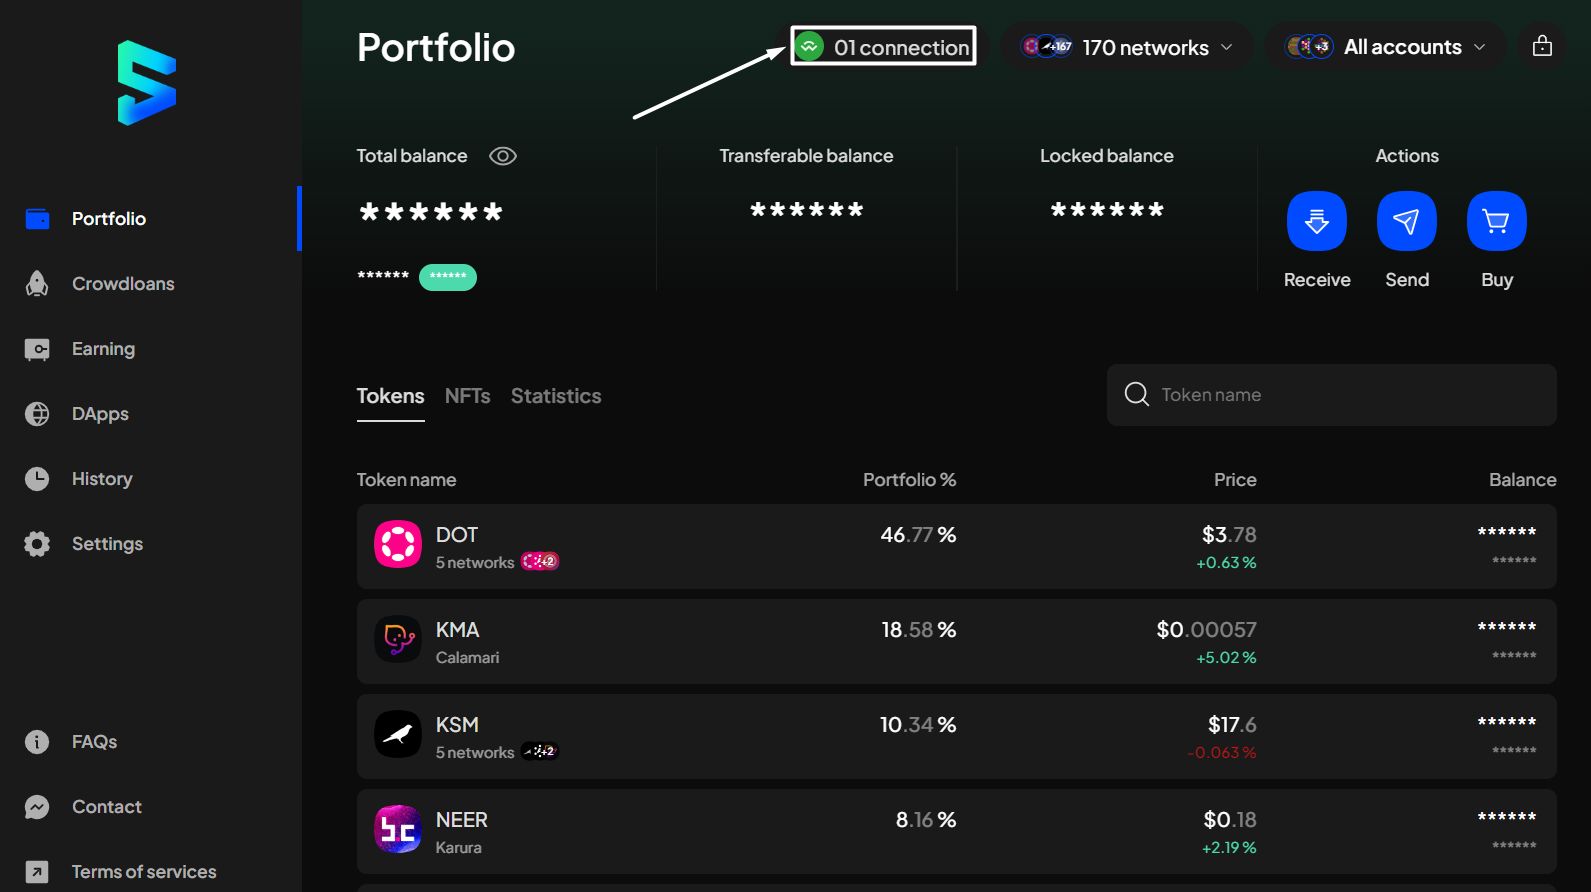 Portfolio
01 connection
+167
170 networks
+3
All accounts
Total balance
Transferable balance
Locked balance
Actions
******
******
******
******
******
Receive
Send
Buy
Portfolio
Crowdloans
Earning
DApps
History
Settings
FAQs
Contact
Terms of services
Tokens
NFTs
Statistics
Token name
Token name
Portfolio %
Price
Balance
DOT
46.77 %
$3.78
******
5 networks
+2
+0.63 %
******
KMA
18.58 %
$0.00057
******
Calamari
+5.02 %
******
KSM
10.34 %
$17.6
******
5 networks
+2
-0.063 %
******
NEER
8.16 %
$0.18
******
Karura
+2.19 %
******